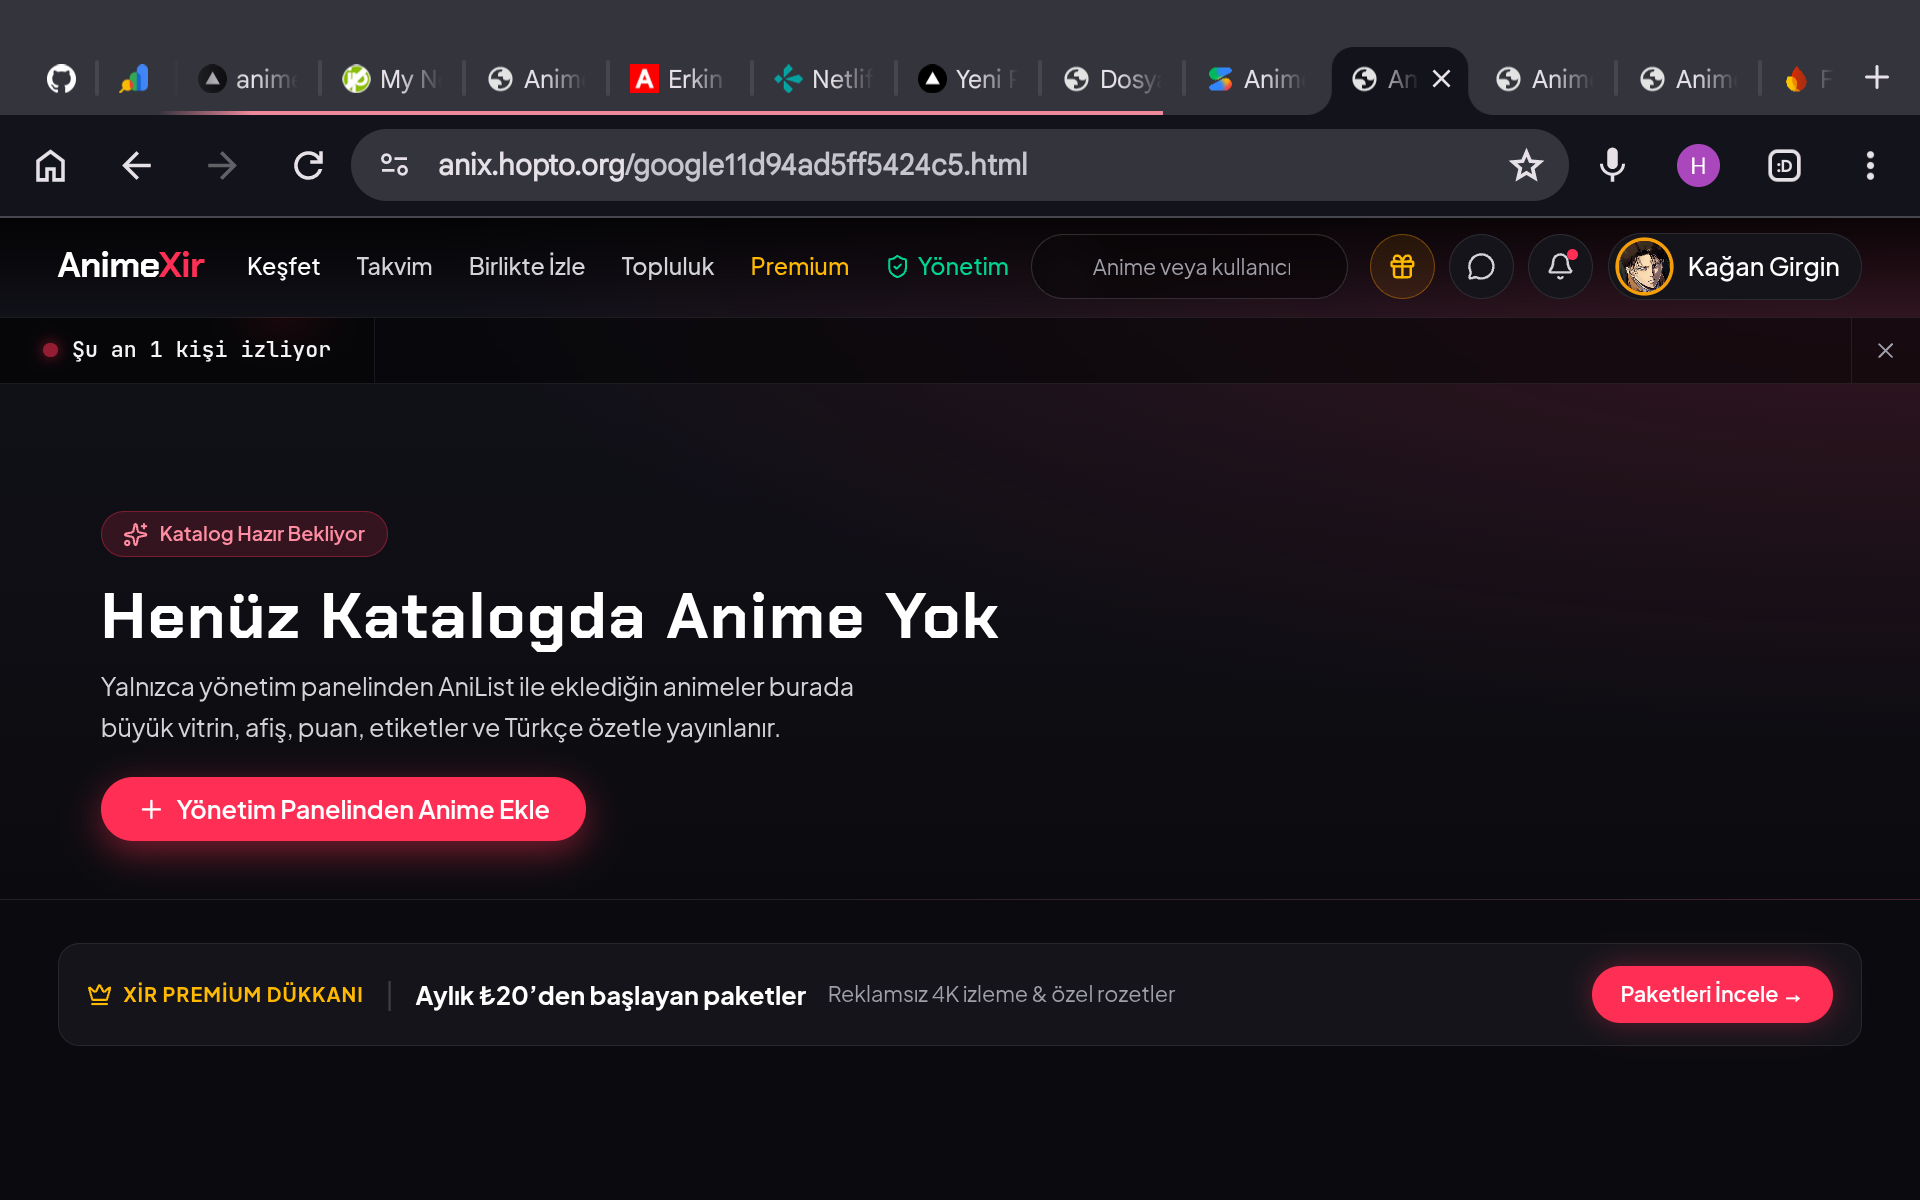 anime
My N
Anim
Erkin
Netlif
Yeni F
Dosya
Anim
An
Anim
Anim
F
anix.hopto.org/google11d94ad5ff5424c5.html
H
:D
AnimeXir
Keşfet
Takvim
Birlikte İzle
Topluluk
Premium
Yönetim
Anime veya kullanıcı
Kağan Girgin
Şu an 1 kişi izliyor
Katalog Hazır Bekliyor
Henüz Katalogda Anime Yok
Yalnızca yönetim panelinden AniList ile eklediğin animeler burada
büyük vitrin, afiş, puan, etiketler ve Türkçe özetle yayınlanır.
+ Yönetim Panelinden Anime Ekle
XİR PREMİUM DÜKKANI
Aylık ₺20’den başlayan paketler
Reklamsız 4K izleme & özel rozetler
Paketleri İncele →